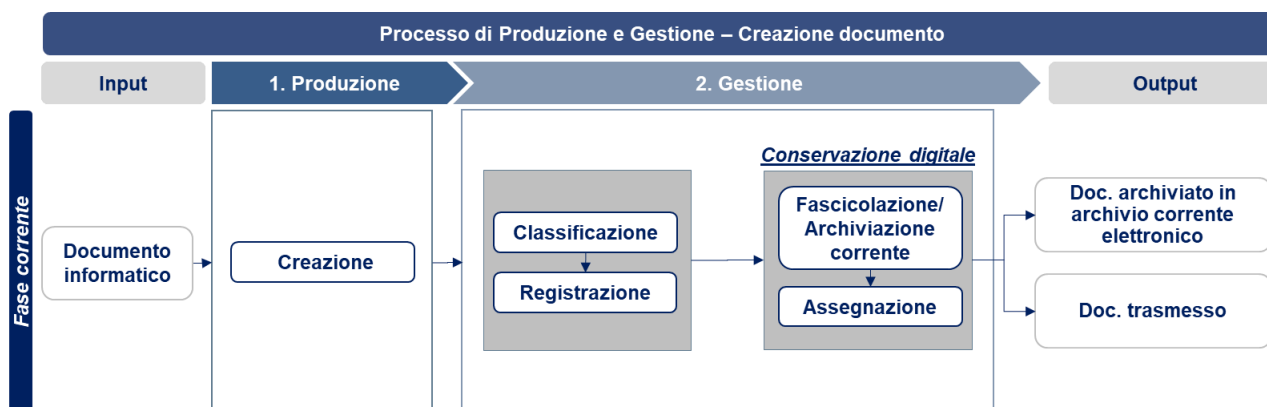 Processo di Produzione e Gestione – Creazione documento
Input
1. Produzione
2. Gestione
Output
Fase corrente
Documento
informatico
Creazione
Classificazione
Registrazione
Conservazione digitale
Fascicolazione/
Archiviazione
corrente
Assegnazione
Doc. archiviato in
archivio corrente
elettronico
Doc. trasmesso